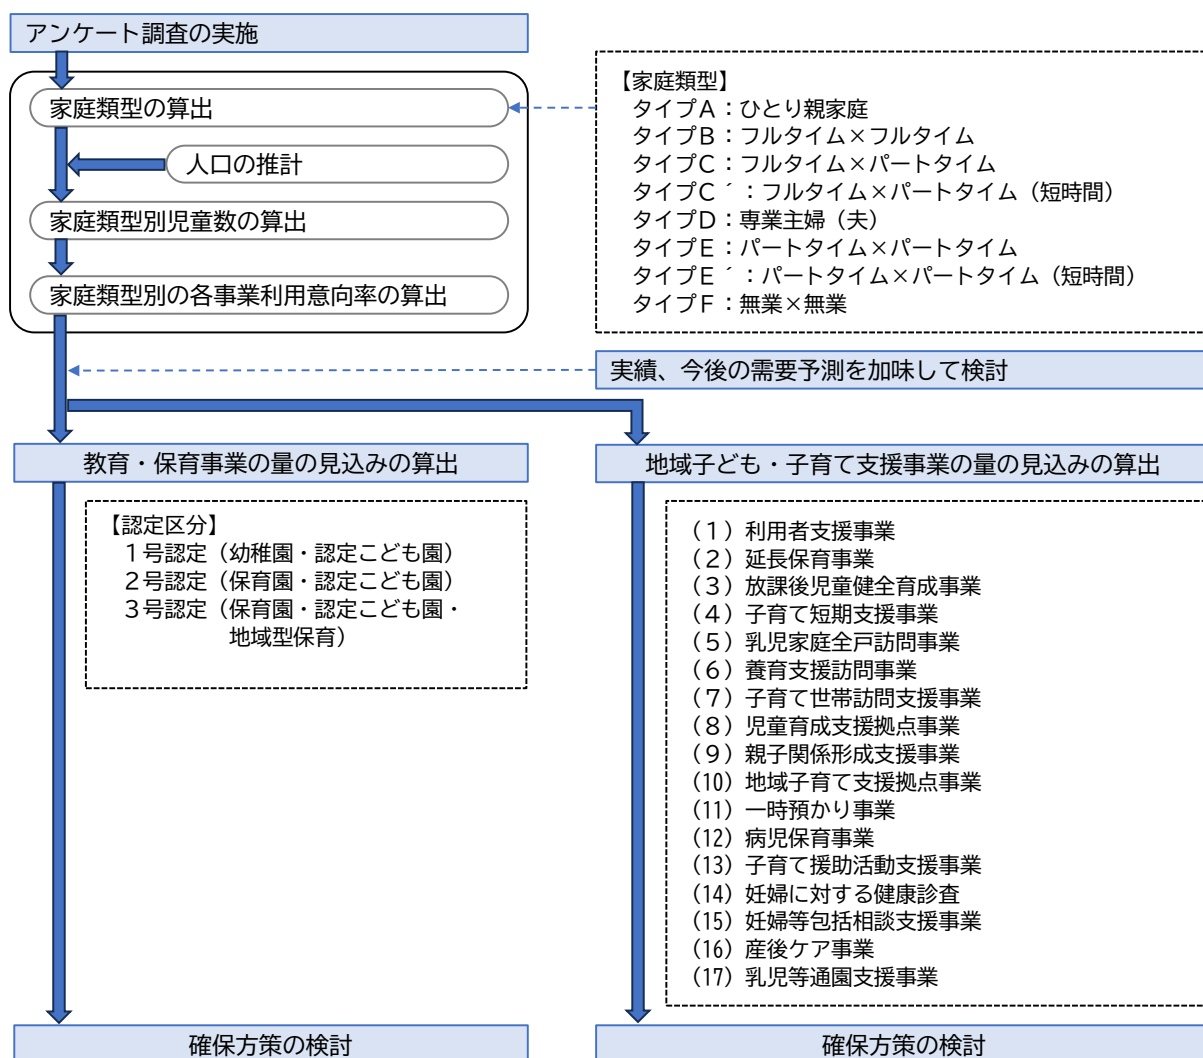 アンケート調査の実施
家庭類型の算出
人口の推計
家庭類型別児童数の算出
家庭類型別の各事業利用意向率の算出
【家庭類型】
タイプA：ひとり親家庭
タイプB：フルタイム×フルタイム
タイプC：フルタイム×パートタイム
タイプC´：フルタイム×パートタイム（短時間）
タイプD：専業主婦（夫）
タイプE：パートタイム×パートタイム
タイプE´：パートタイム×パートタイム（短時間）
タイプF：無業×無業
実績、今後の需要予測を加味して検討
教育・保育事業の量の見込みの算出
【認定区分】
１号認定（幼稚園・認定こども園）
２号認定（保育園・認定こども園）
３号認定（保育園・認定こども園・
地域型保育）
地域子ども・子育て支援事業の量の見込みの算出
（１）利用者支援事業
（２）延長保育事業
（３）放課後児童健全育成事業
（４）子育て短期支援事業
（５）乳児家庭全戸訪問事業
（６）養育支援訪問事業
（７）子育て世帯訪問支援事業
（８）児童育成支援拠点事業
（９）親子関係形成支援事業
（10）地域子育て支援拠点事業
（11）一時預かり事業
（12）病児保育事業
（13）子育て援助活動支援事業
（14）妊婦に対する健康診査
（15）妊婦等包括相談支援事業
（16）産後ケア事業
（17）乳児等通園支援事業
確保方策の検討
確保方策の検討